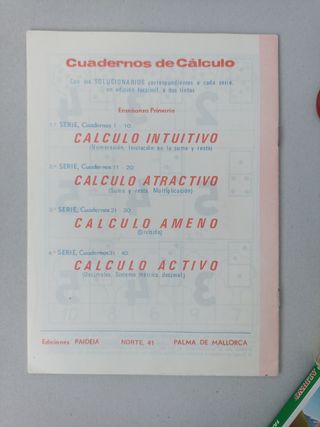 Cuadernos de Cálculo
Con los SOLUCIONARIOS correspondientes a cada serie,
en edición facsímil a dos tintas
Enseñanza Primaria
1.ª SERIE, Cuadernos 1 - 10
CALCULO INTUITIVO
(Numeración, Iniciación en la suma y resta)
2.ª SERIE, Cuadernos 11 - 20
CALCULO ATRACTIVO
(Suma y resta. Multiplicación)
3.ª SERIE, Cuadernos 21 - 30
CALCULO AMENO
(División)
4.ª SERIE, Cuadernos 31 - 40
CALCULO ACTIVO
(Decimales, Sistema métrico decimal)
Ediciones PAIDEIA NORTE, 41 PALMA DE MALLORCA